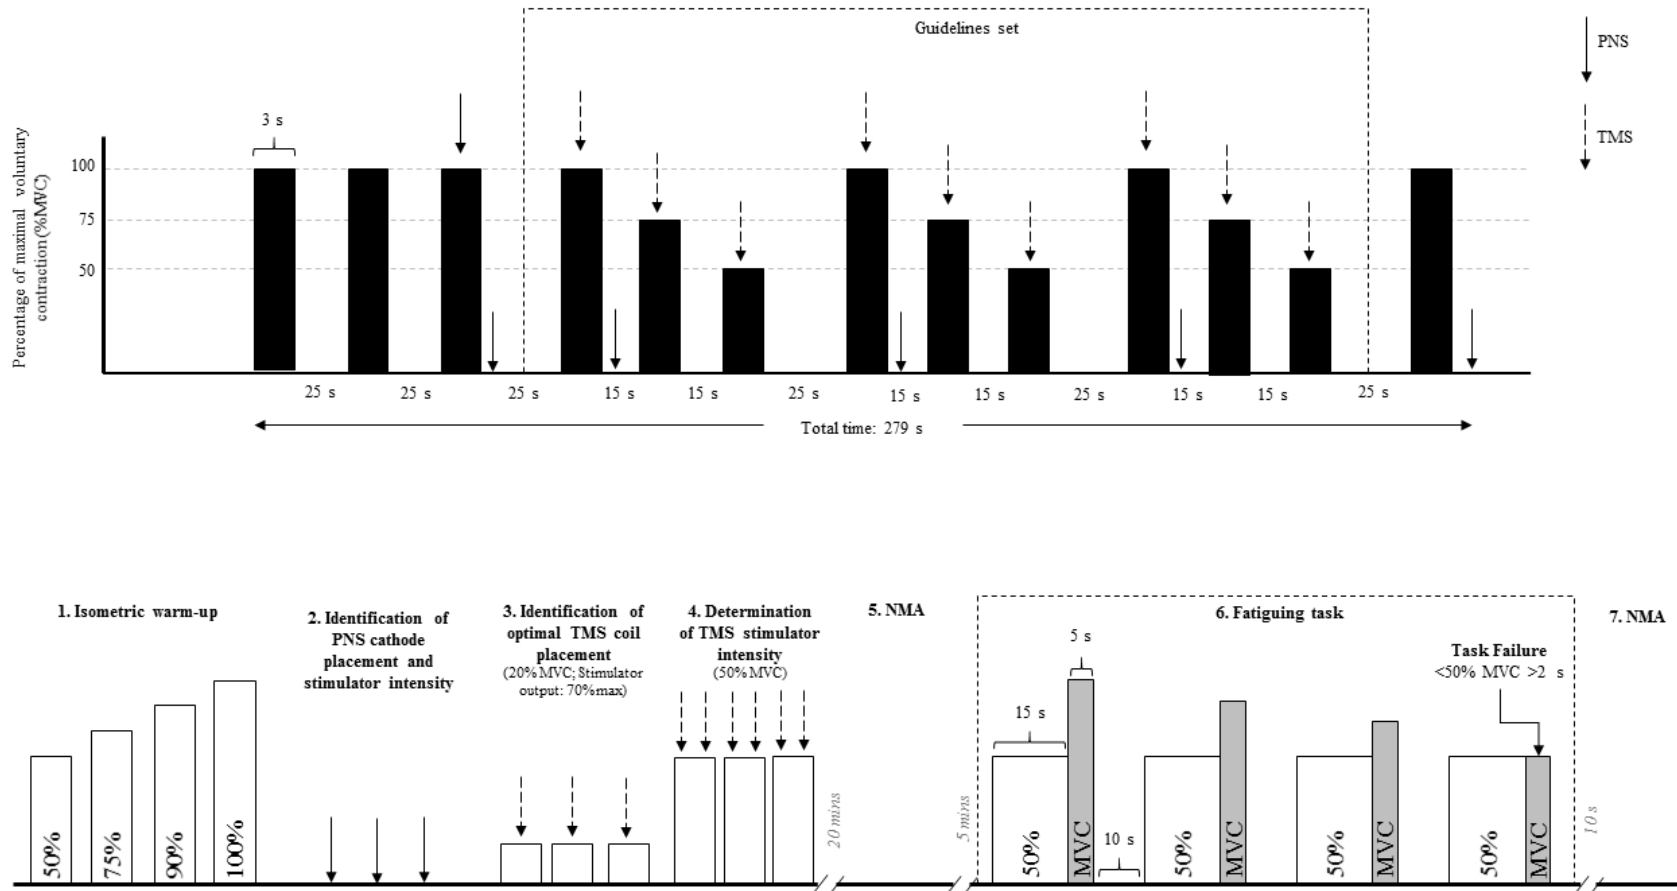 Guidelines set
PNS
TMS
3 s
Percentage of maximal voluntary
contraction (%MVC)
100
75
50
25 s
25 s
25 s
15 s
15 s
25 s
15 s
15 s
25 s
15 s
15 s
25 s
Total time: 279 s
1. Isometric warm-up
50%
75%
90%
100%
2. Identification of
PNS cathode
placement and
stimulator intensity
3. Identification of
optimal TMS coil
placement
(20% MVC; Stimulator
output: 70% max)
4. Determination
of TMS stimulator
intensity
(50% MVC)
20 mins
5. NMA
5 mins
6. Fatiguing task
5 s
15 s
10 s
50%
MVC
50%
MVC
50%
MVC
50%
MVC
Task Failure
<50% MVC >2 s
10 s
7. NMA